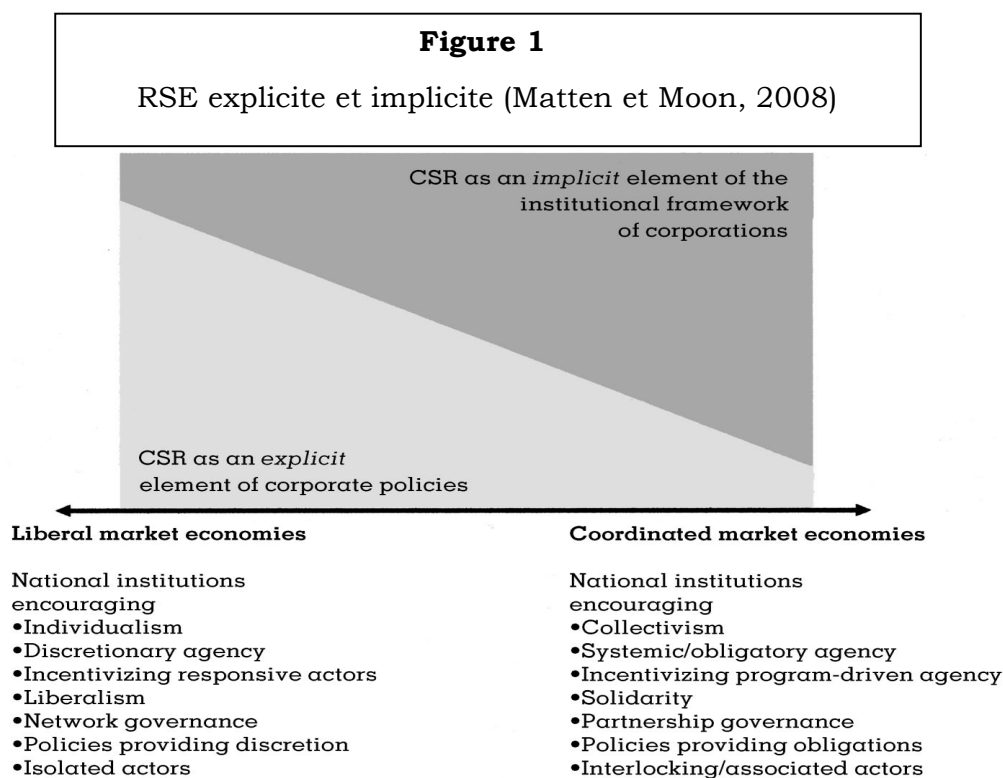 Figure 1
RSE explicite et implicite (Matten et Moon, 2008)
CSR as an implicit element of the
institutional framework
of corporations
CSR as an explicit
element of corporate policies
Liberal market economies
National institutions
encouraging
•Individualism
•Discretionary agency
•Incentivizing responsive actors
•Liberalism
•Network governance
•Policies providing discretion
•Isolated actors
Coordinated market economies
National institutions
encouraging
•Collectivism
•Systemic/obligatory agency
•Incentivizing program-driven agency
•Solidarity
•Partnership governance
•Policies providing obligations
•Interlocking/associated actors